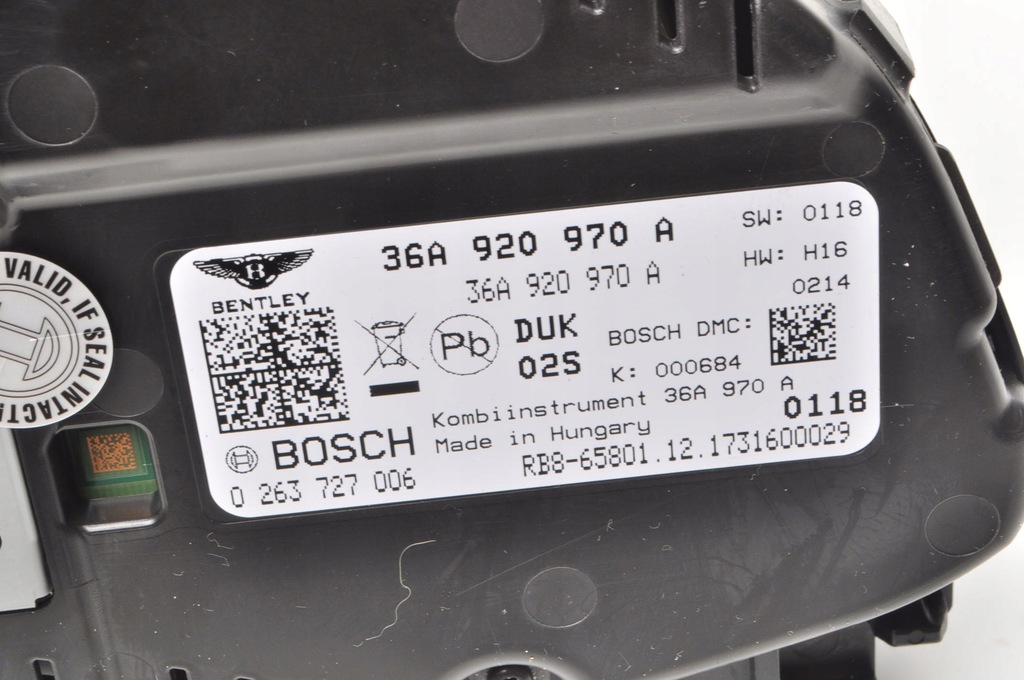 36A 920 970 A
36A 920 970 A
SW: 0118
HW: H16
0214
B
BENTLEY
Pb
DUK
02S
BOSCH DMC:
K: 000684
Kombiinstrument 36A 970 A
Made in Hungary
0118
BOSCH
0 263 727 006
RB8-65801.12.1731600029
VALID, IF SEAL INTACT